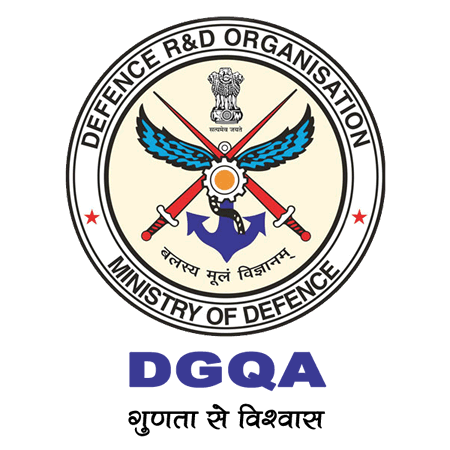 DEFENCE R&D ORGANISATION
सत्यमेव जयते
बलस्य मूलं विज्ञानम्
MINISTRY OF DEFENCE
DGQA
गुणता से विश्वास